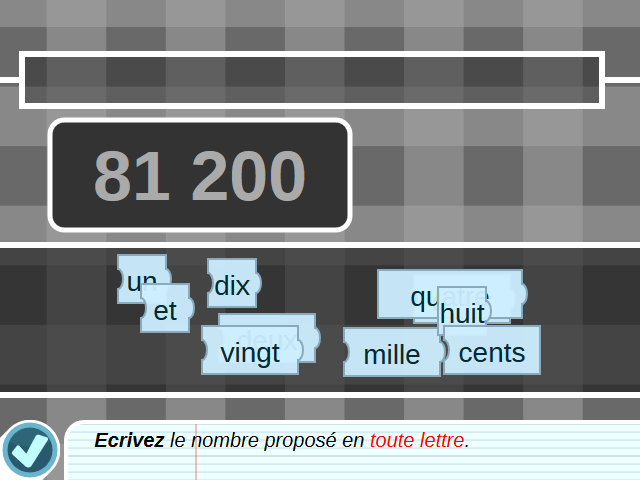 81 200
un
dix
et
quatre
huit
deux
vingt
mille
cents
Ecrivez le nombre proposé en toute lettre.